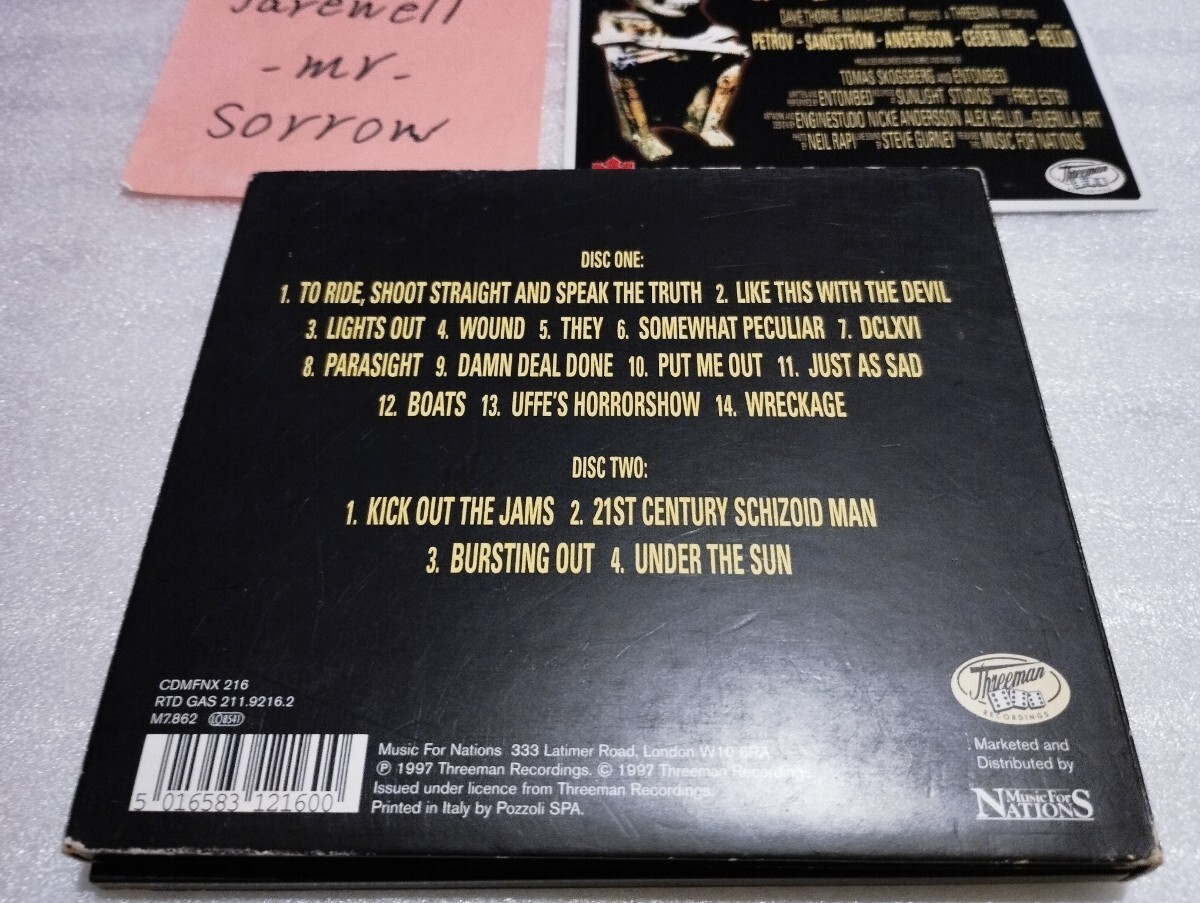 farewell
- mr -
Sorrow
DAVE THORNE MANAGEMENT PRESENTS A THREEMAN RECORDING
PETROV - SANDSTRÖM - ANDERSSON - CEDERLUND - HELLID
TOMAS SKOGSBERG AND ENTOMBED
ENTOMBED SUNLIGHT STUDIOS FRED ESTBY
ENGINESTUDIO NICKE ANDERSSON ALEX HELLID AND GUERILLA ART
NEIL RAPI STEVE GURNEY MUSIC FOR NATIONS
Threeman
DISC ONE:
1. TO RIDE, SHOOT STRAIGHT AND SPEAK THE TRUTH 2. LIKE THIS WITH THE DEVIL
3. LIGHTS OUT 4. WOUND 5. THEY 6. SOMEWHAT PECULIAR 7. DCLXVI
8. PARASIGHT 9. DAMN DEAL DONE 10. PUT ME OUT 11. JUST AS SAD
12. BOATS 13. UFFE'S HORRORSHOW 14. WRECKAGE
DISC TWO:
1. KICK OUT THE JAMS 2. 21ST CENTURY SCHIZOID MAN
3. BURSTING OUT 4. UNDER THE SUN
CDMFNX 216
RTD GAS 211.9216.2
M7.862 LC 8541
5 016583 121600
Music For Nations 333 Latimer Road, London W10 6RA
℗ 1997 Threeman Recordings. © 1997 Threeman Recordings
Issued under licence from Threeman Recordings.
Printed in Italy by Pozzoli SPA.
Threeman
RECORDINGS
Marketed and
Distributed by
Music For
NATIONS